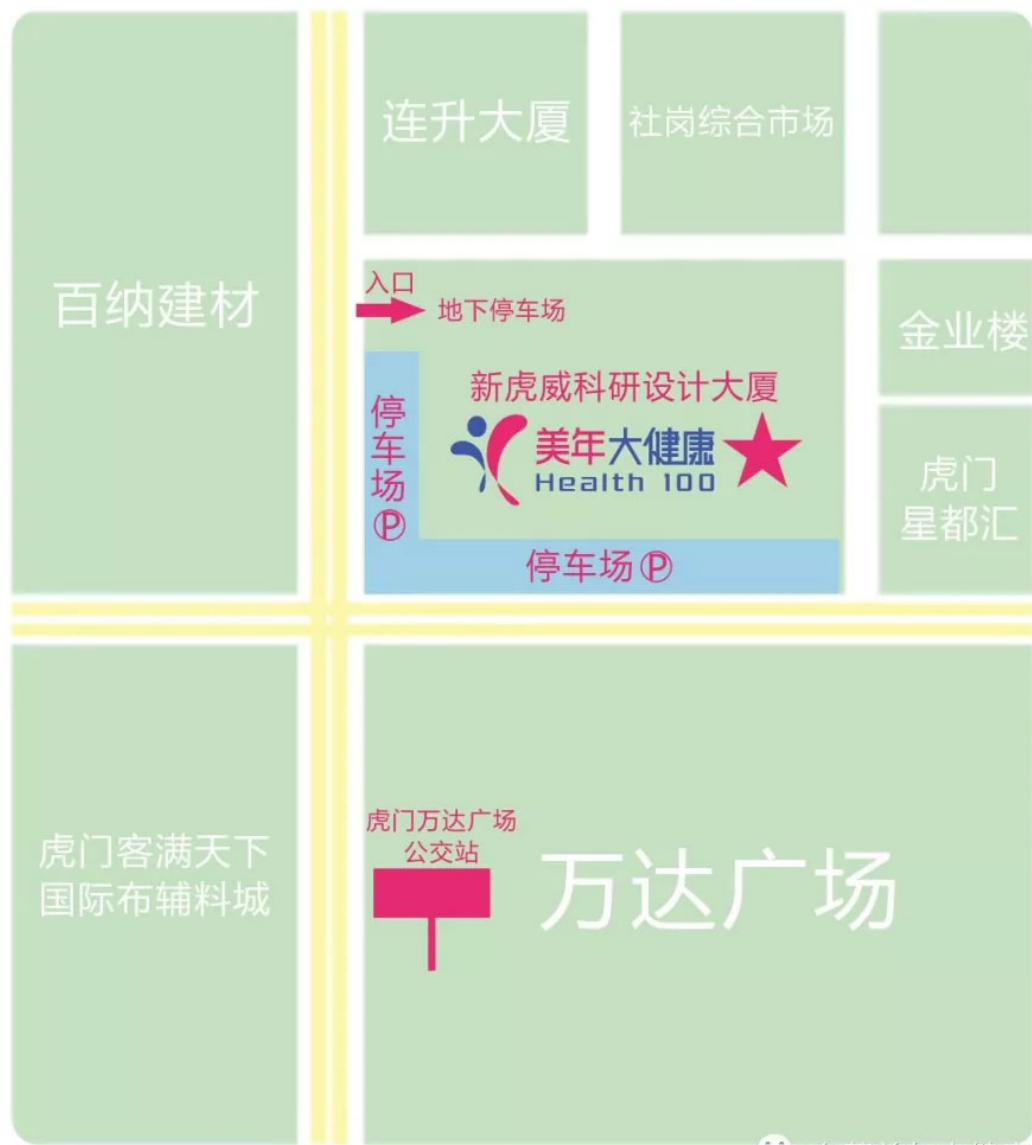 连升大厦
社岗综合市场
百纳建材
入口
地下停车场
金业楼
新虎威科研设计大厦
停车场
P
美年大健康
Health 100
虎门
星都汇
停车场 P
虎门万达广场
公交站
虎门客满天下
国际布辅料城
万达广场